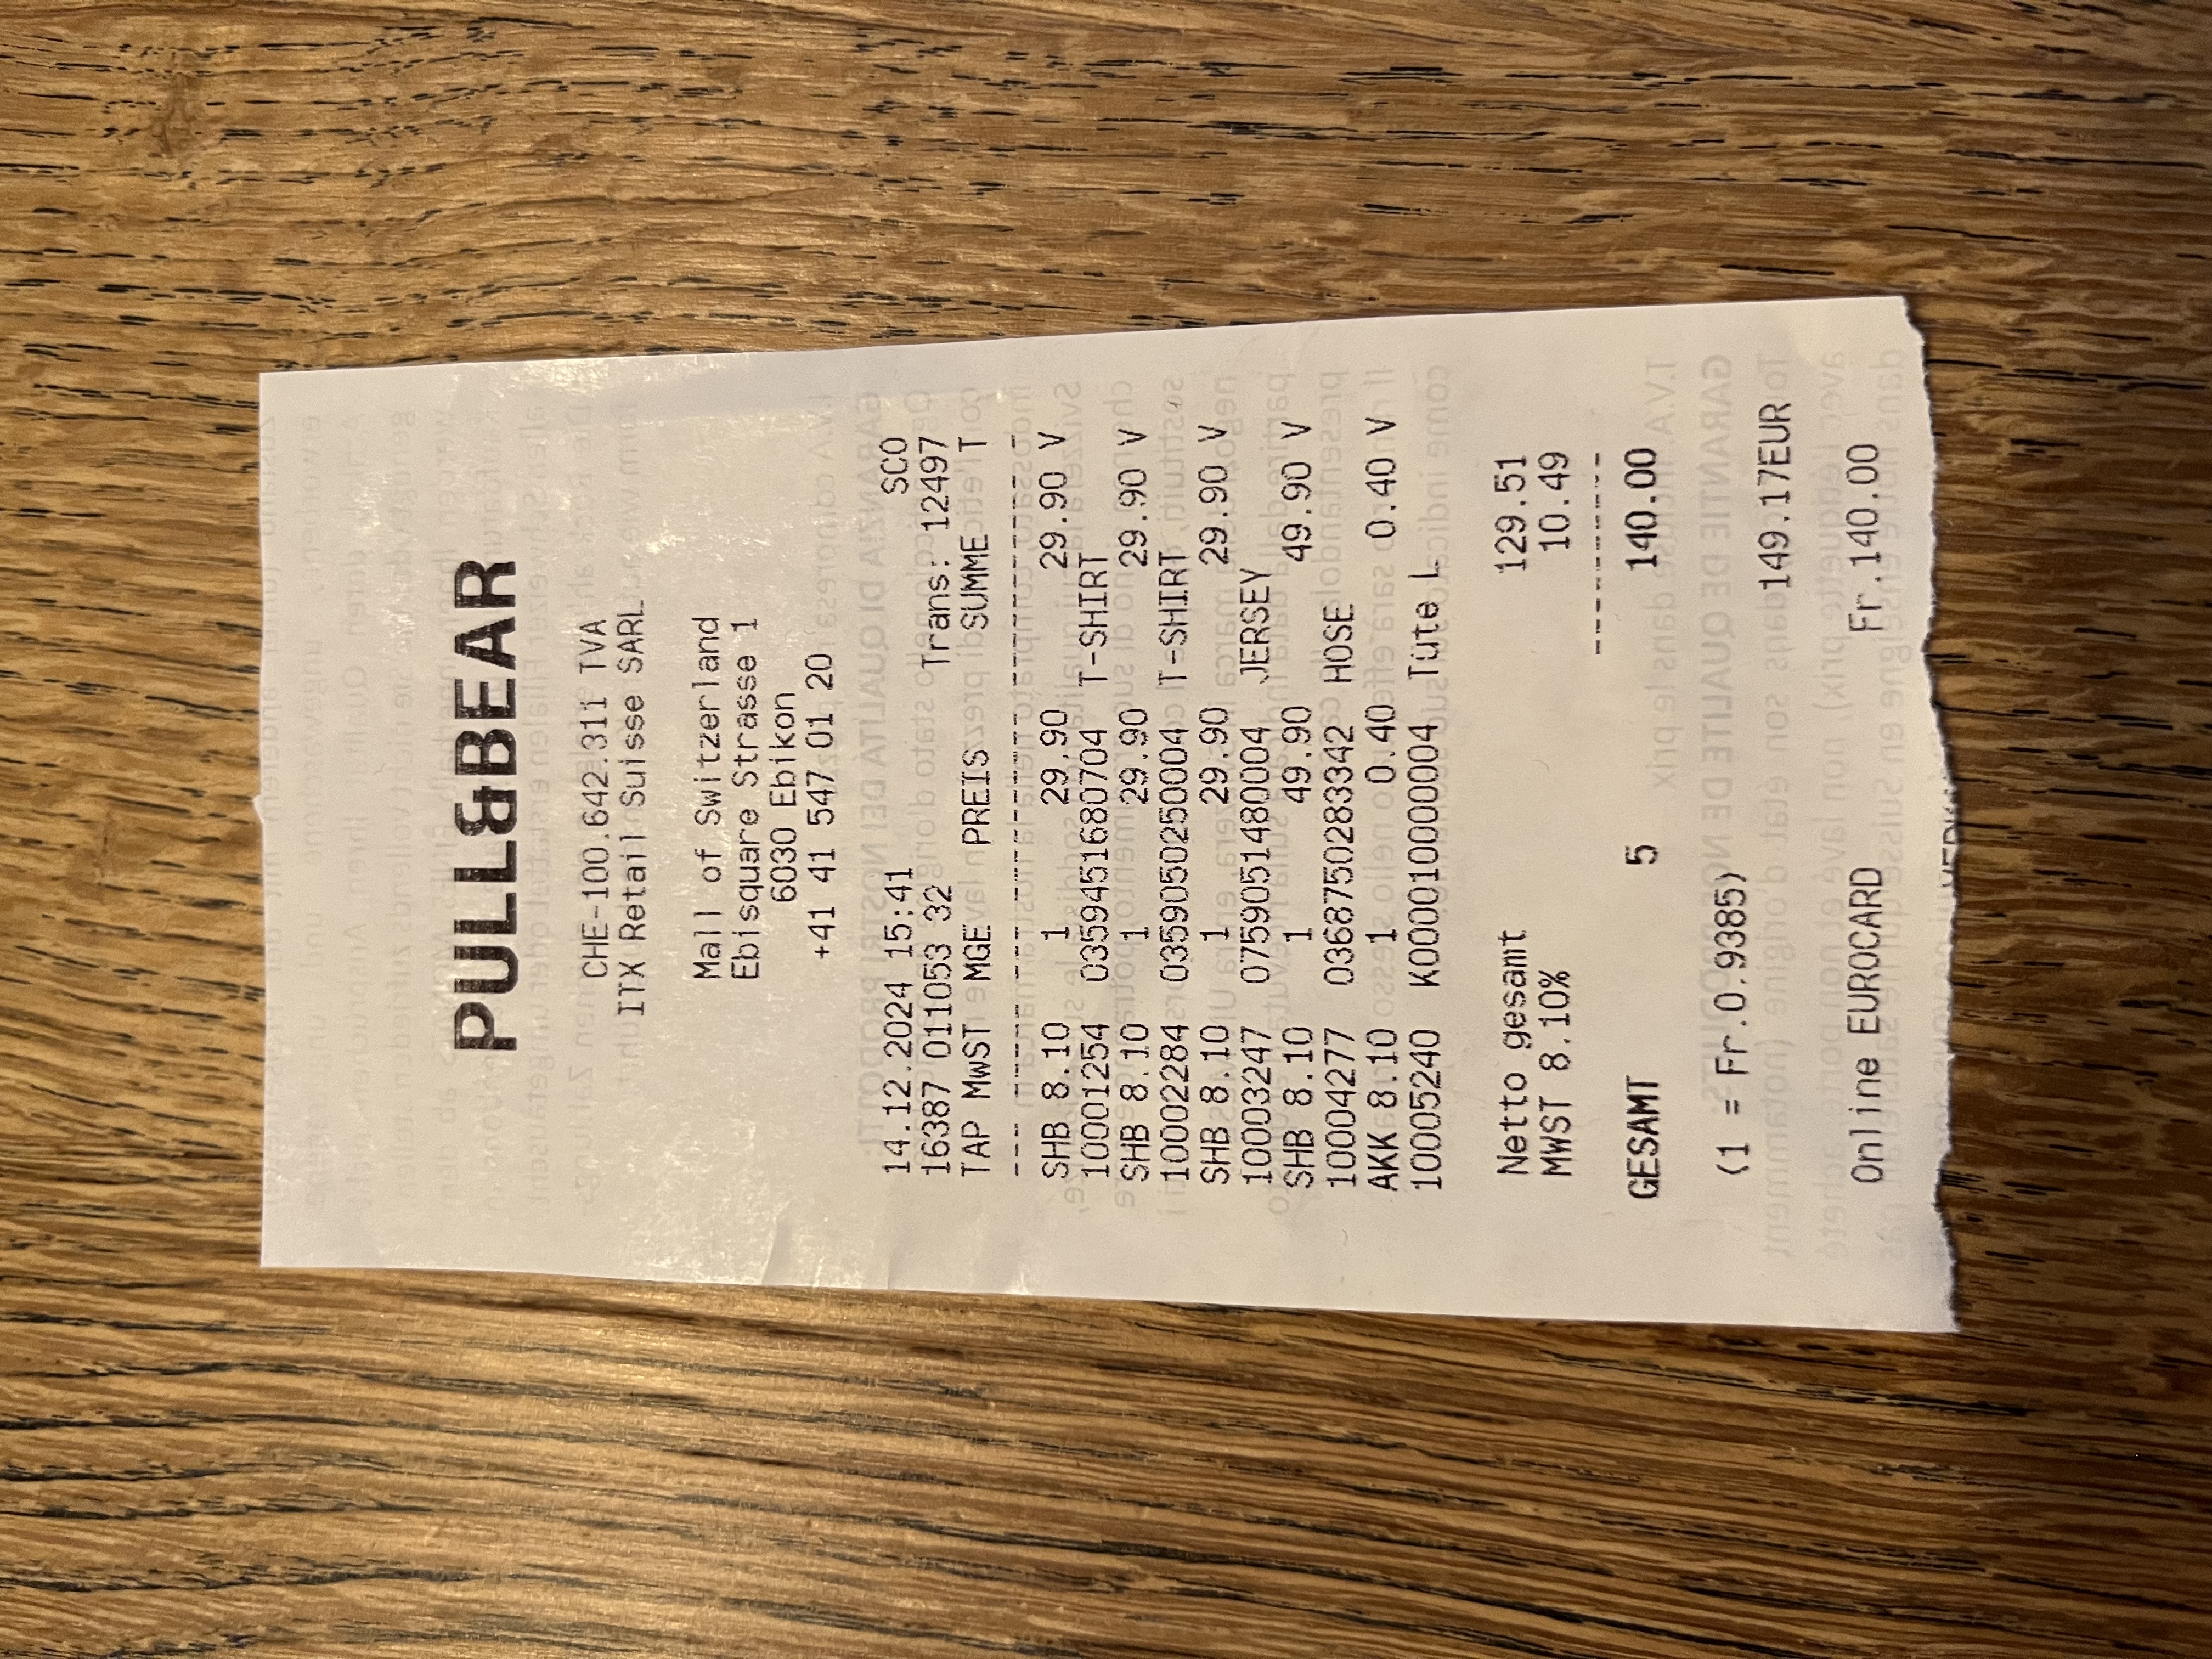 PULL&BEAR
CHE-100.642.311 TVA
ITX Retail Suisse SARL
Mall of Switzerland
Ebisquare Strasse 1
6030 Ebikon
+41 41 547 01 20
14.12.2024 15:41 SCO
16387 011053 32 Trans: 12497
TAP MwST MGE PREIS SUMME T
--- ----- --- ---------- ------------ -
SHB 8.10 1 29.90 29.90 V
10001254 0359451680704 T-SHIRT
SHB 8.10 1 29.90 29.90 V
10002284 0359050250004 T-SHIRT
SHB 8.10 1 29.90 29.90 V
10003247 0759051480004 JERSEY
SHB 8.10 1 49.90 49.90 V
10004277 0368750283342 HOSE
AKK 8.10 1 0.40 0.40 V
10005240 K000010000004 Tüte L
Netto gesamt 129.51
MWST 8.10% 10.49
----------
GESAMT 5 140.00
(1 = Fr.0.9385)
149.17EUR
Online EUROCARD Fr.140.00